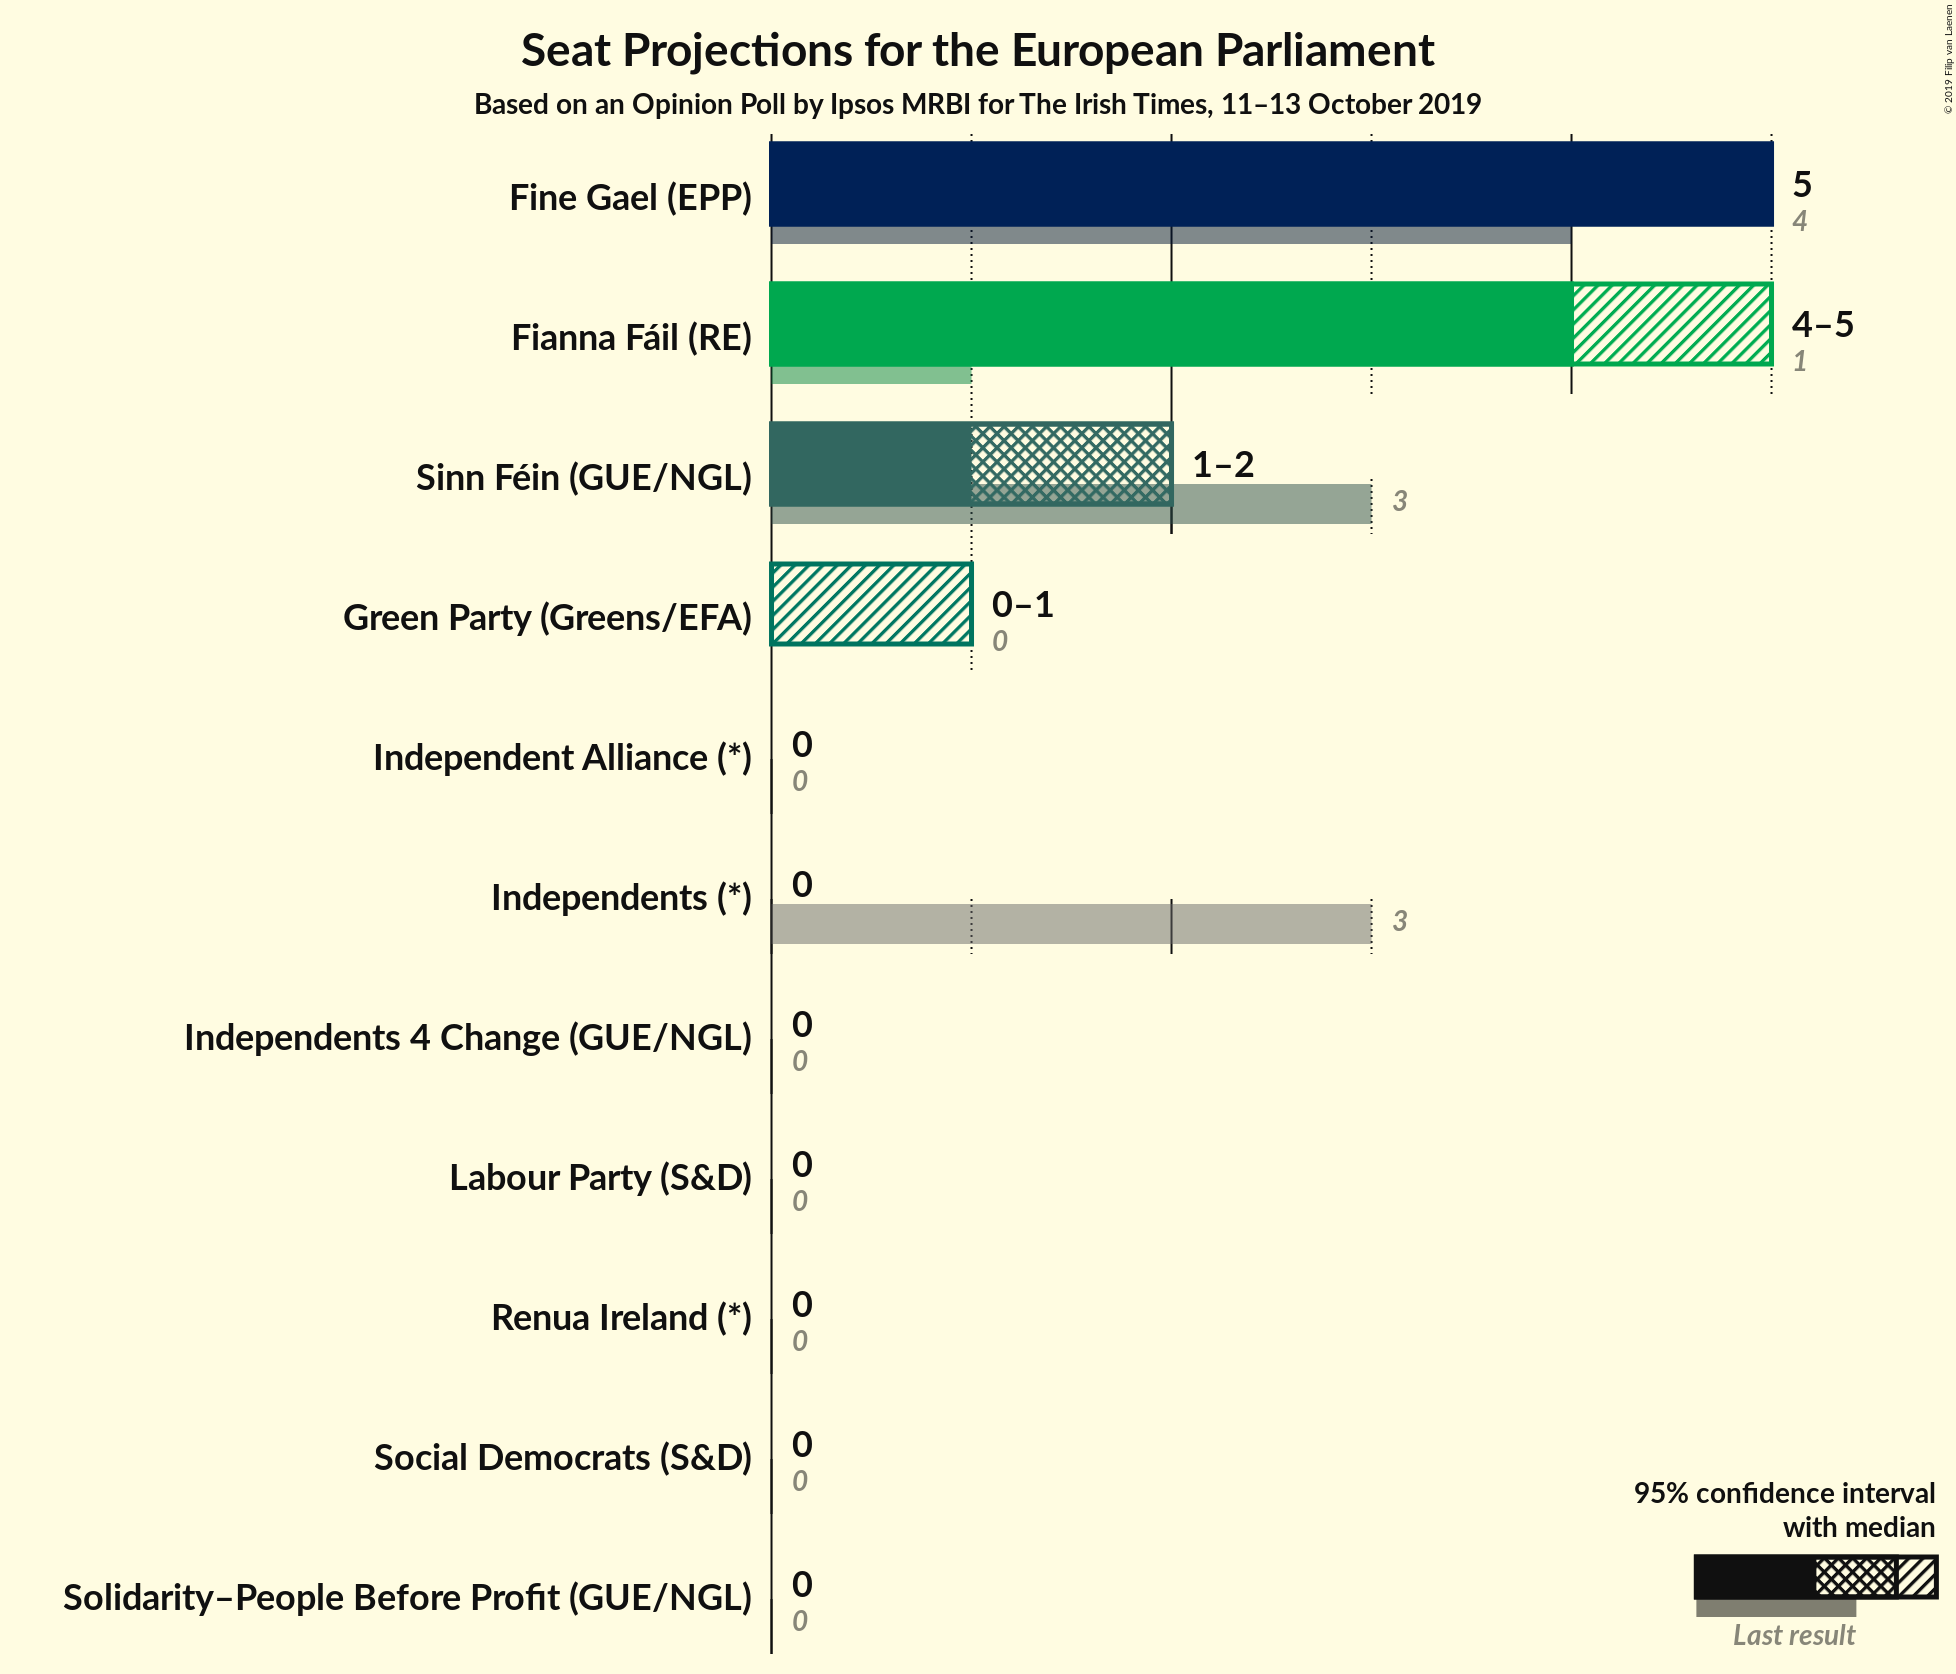 Seat Projections for the European Parliament
Based on an Opinion Poll by Ipsos MRBI for The Irish Times, 11–13 October 2019
© 2019 Filip van Laenen
Fine Gael (EPP)
5
4
Fianna Fáil (RE)
4–5
1
Sinn Féin (GUE/NGL)
1–2
3
Green Party (Greens/EFA)
0–1
0
Independent Alliance (*)
0
0
Independents (*)
0
3
Independents 4 Change (GUE/NGL)
0
0
Labour Party (S&D)
0
0
Renua Ireland (*)
0
0
Social Democrats (S&D)
0
0
Solidarity–People Before Profit (GUE/NGL)
0
0
95% confidence interval
with median
Last result